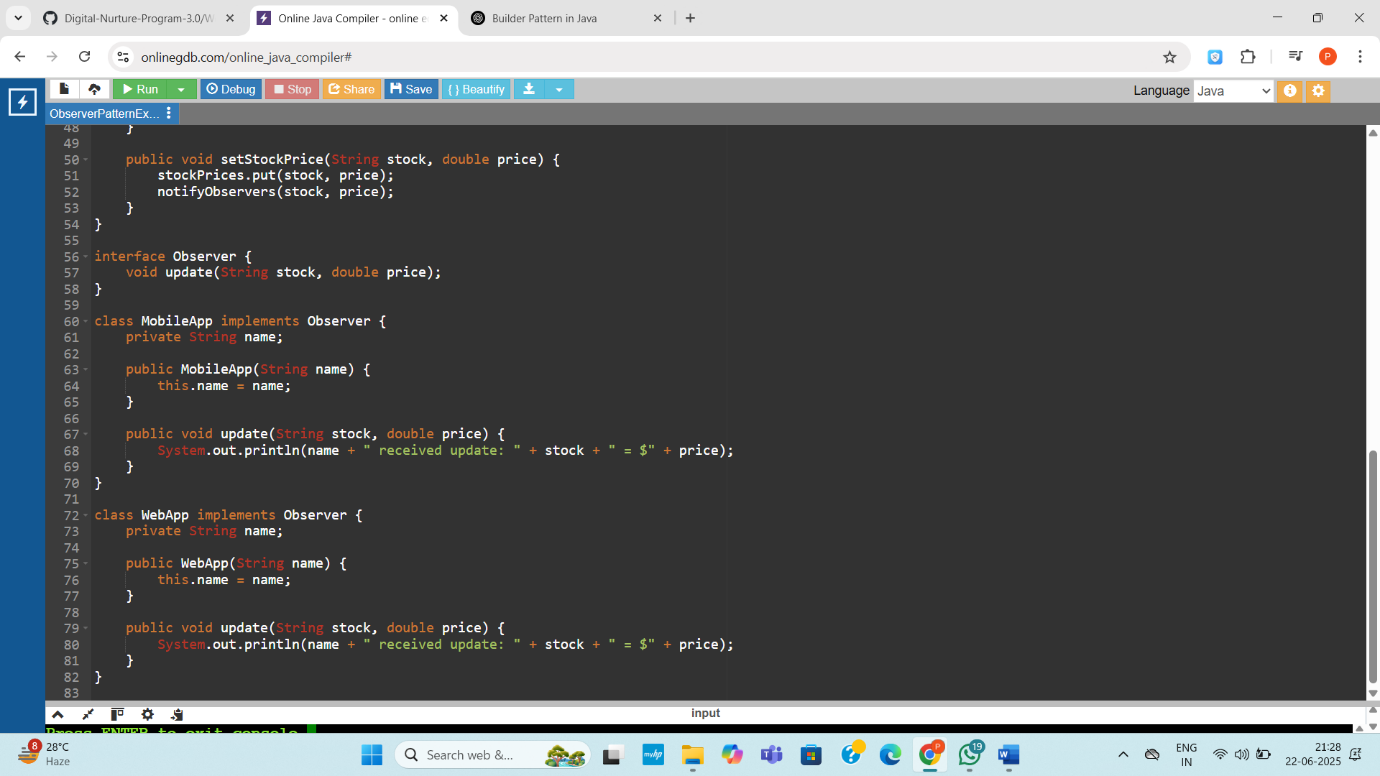 Digital-Nurture-Program-3.0/W
Online Java Compiler - online e
Builder Pattern in Java
onlinegdb.com/online_java_compiler#
P
Run
Debug
Stop
Share
Save
{ } Beautify
Language Java
ObserverPatternEx...
48 }
49
50 public void setStockPrice(String stock, double price) {
51 stockPrices.put(stock, price);
52 notifyObservers(stock, price);
53 }
54 }
55
56 interface Observer {
57 void update(String stock, double price);
58 }
59
60 class MobileApp implements Observer {
61 private String name;
62
63 public MobileApp(String name) {
64 this.name = name;
65 }
66
67 public void update(String stock, double price) {
68 System.out.println(name + " received update: " + stock + " = $" + price);
69 }
70 }
71
72 class WebApp implements Observer {
73 private String name;
74
75 public WebApp(String name) {
76 this.name = name;
77 }
78
79 public void update(String stock, double price) {
80 System.out.println(name + " received update: " + stock + " = $" + price);
81 }
82 }
83
input
Press ENTER to exit console.
8
28°C
Haze
Search web &...
myhp
P
19
W
ENG
IN
21:28
22-06-2025